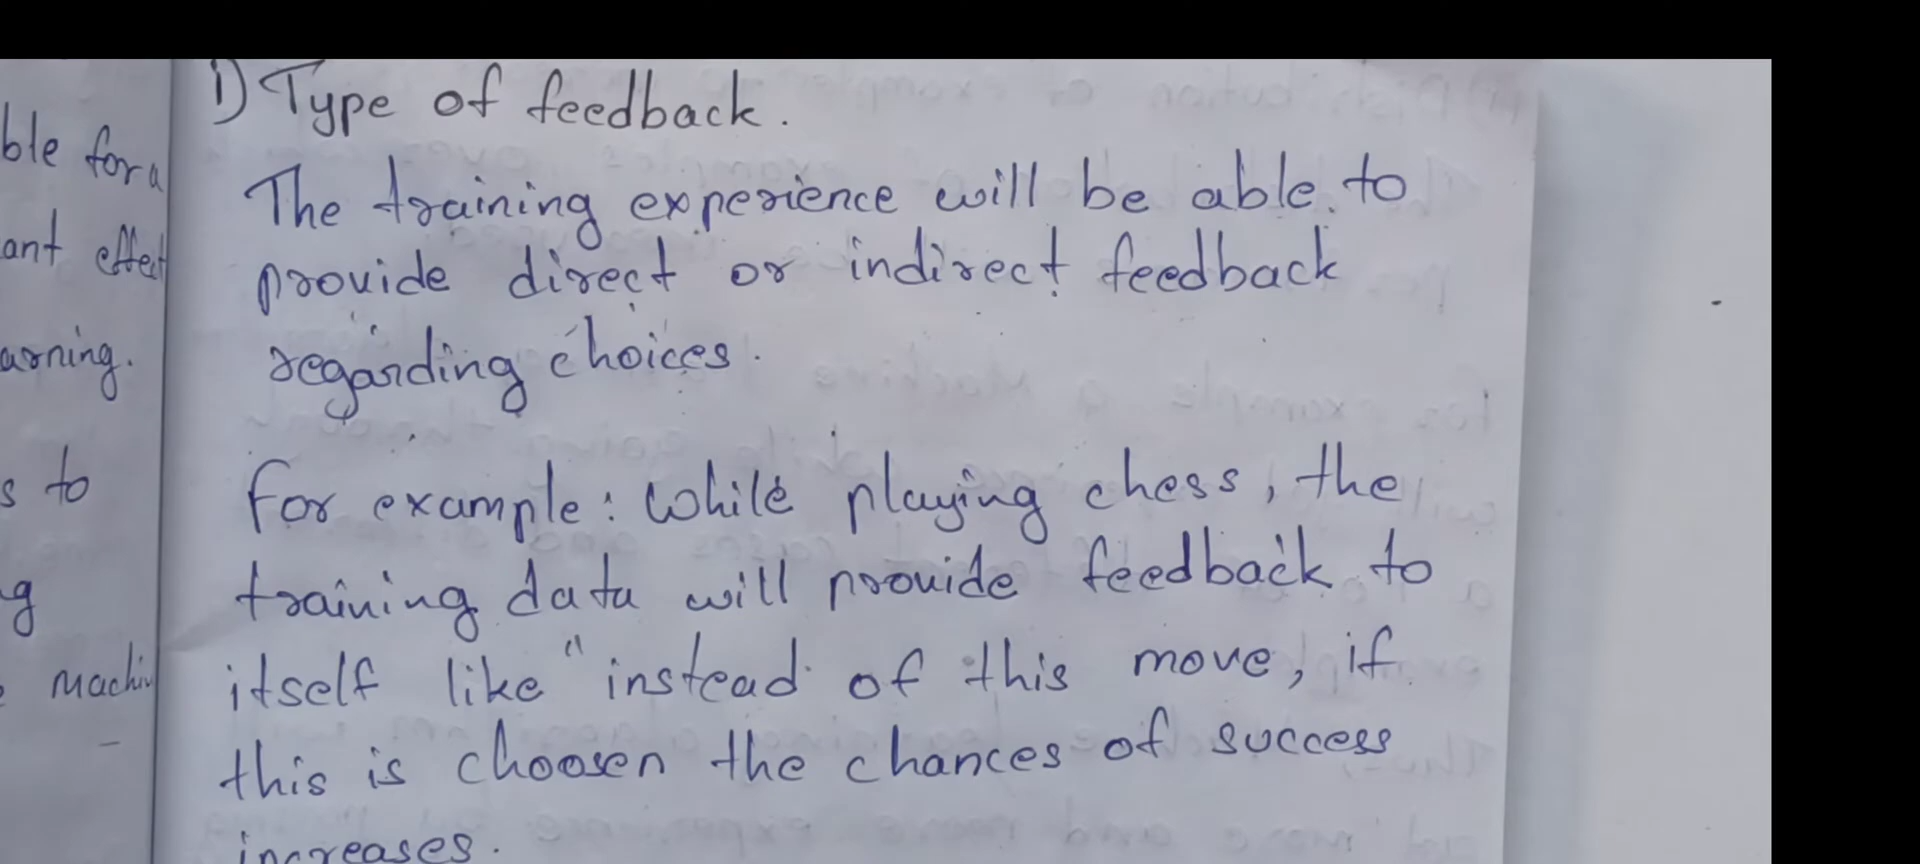 ble for a
ant effect
arning.
s to
g
machin
i) Type of feedback.
The training experience will be able to
provide direct or indirect feedback
regarding choices.
For example: While playing chess, the
training data will provide feedback to
itself like "instead of this move, if
this is choosen the chances of success
increases.